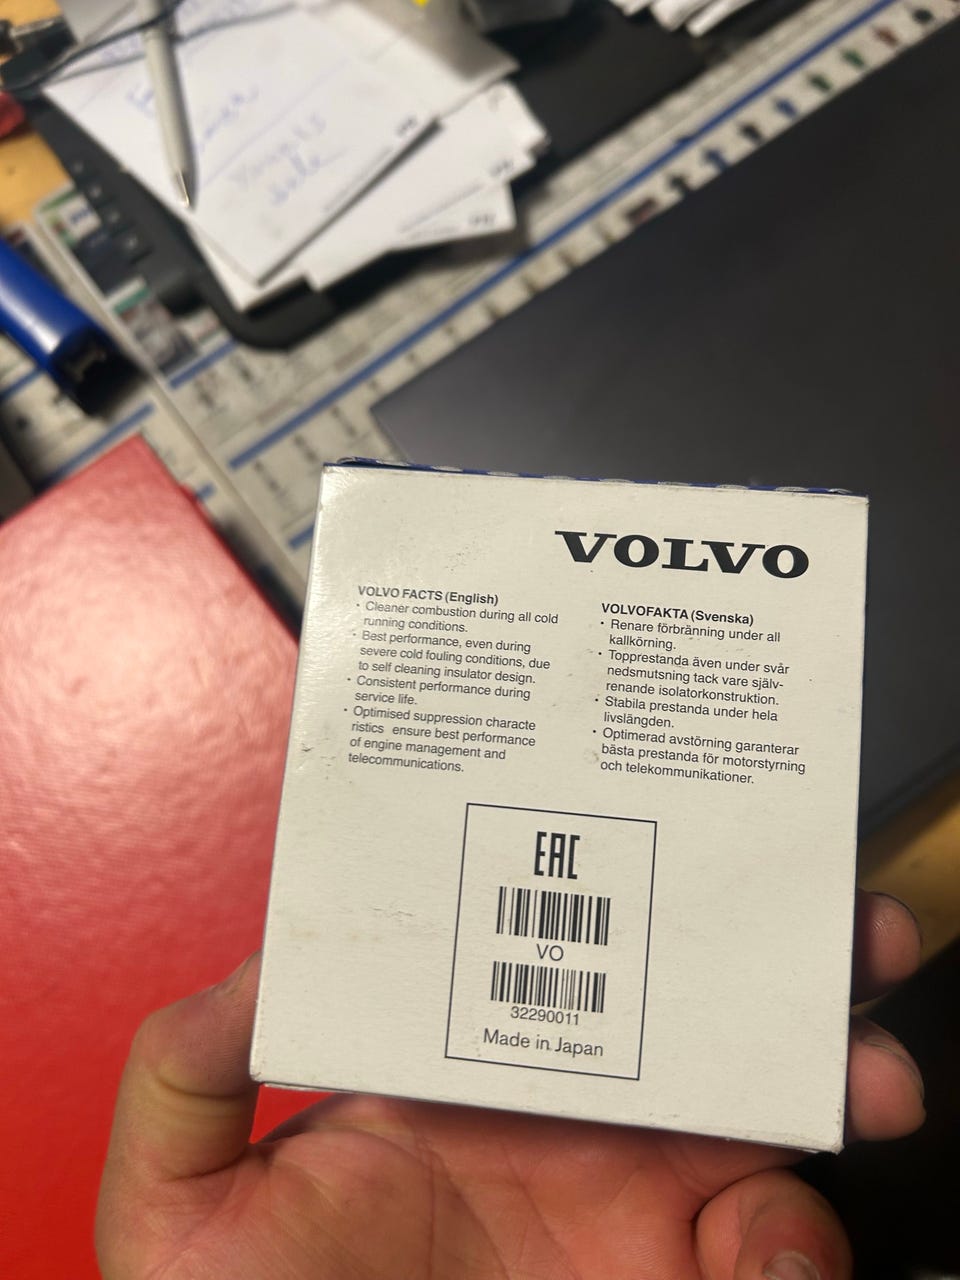 VOLVO
VOLVO FACTS (English)
• Cleaner combustion during all cold
running conditions.
• Best performance, even during
severe cold fouling conditions, due
to self cleaning insulator design.
• Consistent performance during
service life.
• Optimised suppression characte
ristics ensure best performance
of engine management and
telecommunications.
VOLVOFAKTA (Svenska)
• Renare förbränning under all
kallkörning.
• Topprestanda även under svår
nedsmutsning tack vare själv-
renande isolatorkonstruktion.
• Stabila prestanda under hela
livslängden.
• Optimerad avstörning garanterar
bästa prestanda för motorstyrning
och telekommunikationer.
EAC
VO
32290011
Made in Japan